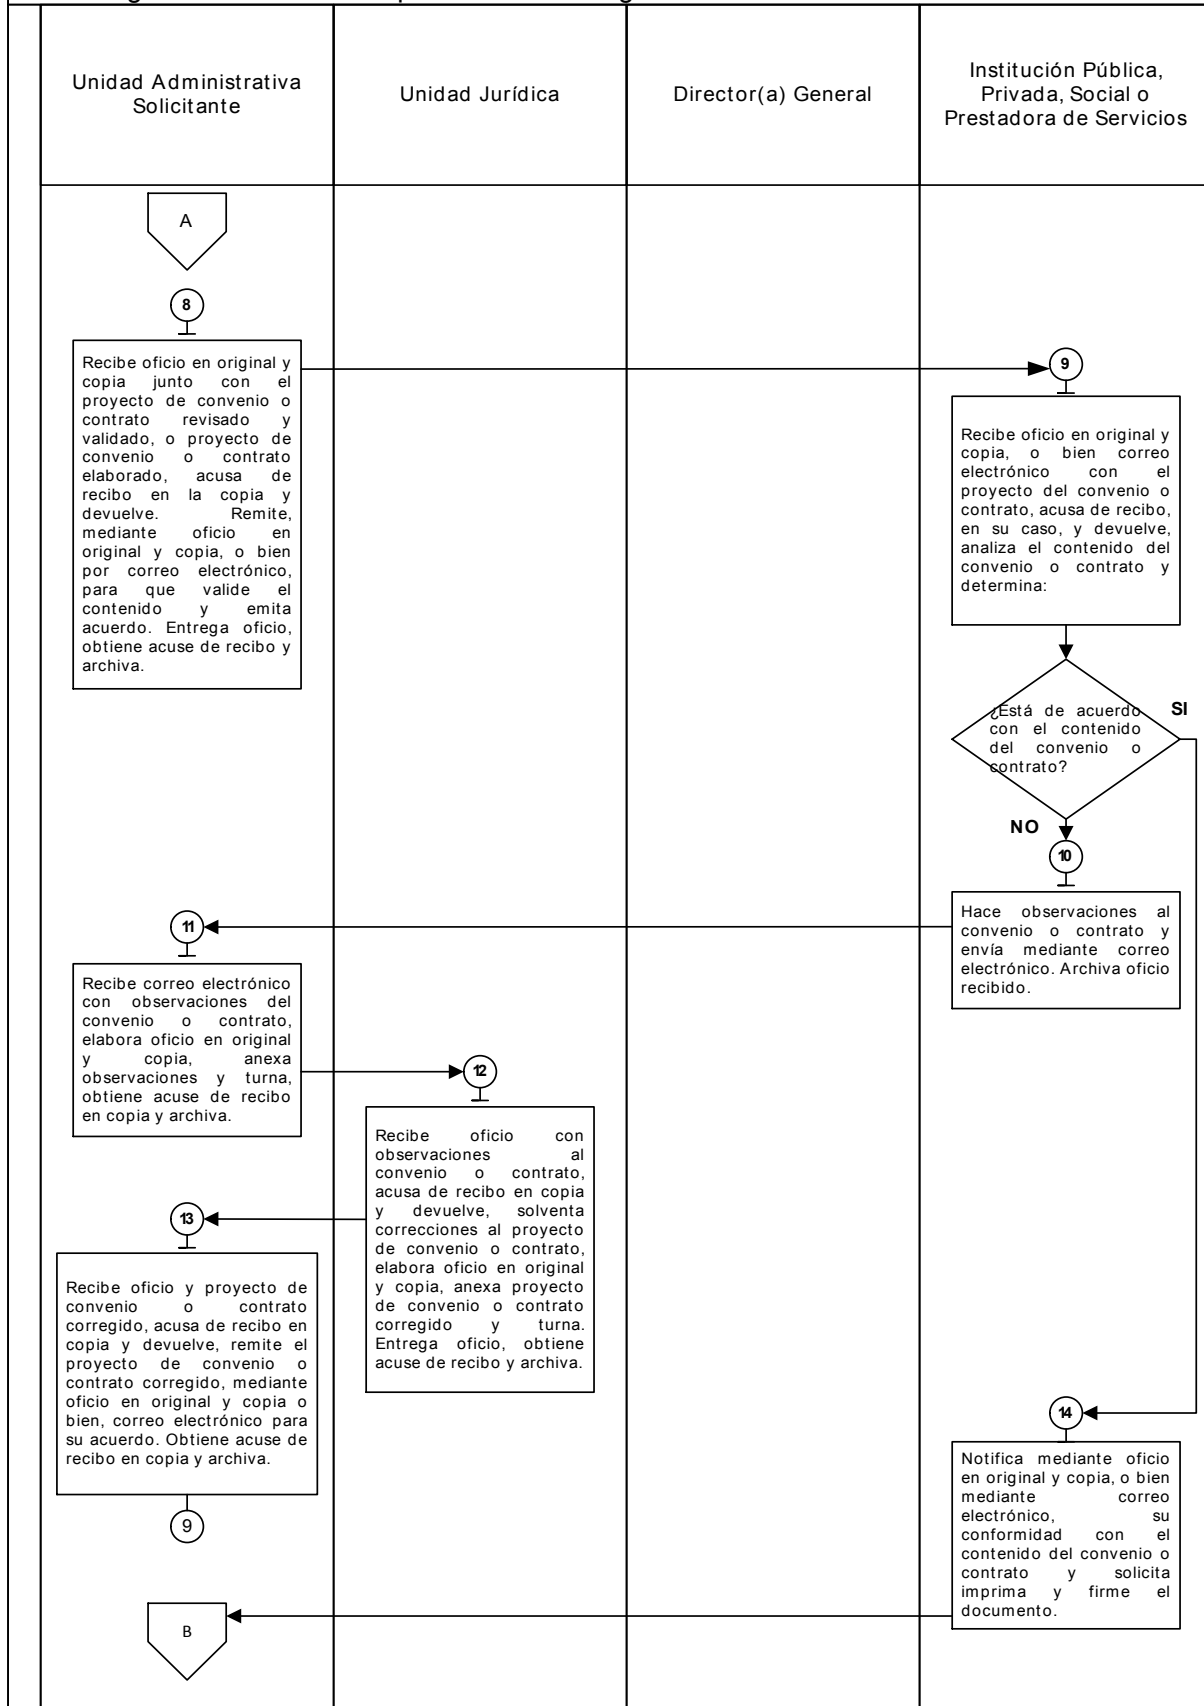 Unidad Administrativa
Solicitante
Unidad Jurídica
Director(a) General
Institución Pública,
Privada, Social o
Prestadora de Servicios
A
8
Recibe oficio en original y
copia junto con el
proyecto de convenio o
contrato revisado y
validado, o proyecto de
convenio o contrato
elaborado, acusa de
recibo en la copia y
devuelve. Remite,
mediante oficio en
original y copia, o bien
por correo electrónico,
para que valide el
contenido y emita
acuerdo. Entrega oficio,
obtiene acuse de recibo y
archiva.
9
Recibe oficio en original y
copia, o bien correo
electrónico con el
proyecto del convenio o
contrato, acusa de recibo,
en su caso, y devuelve,
analiza el contenido del
convenio o contrato y
determina:
¿Está de acuerdo
con el contenido
del convenio o
contrato?
SI
NO
10
Hace observaciones al
convenio o contrato y
envía mediante correo
electrónico. Archiva oficio
recibido.
11
Recibe correo electrónico
con observaciones del
convenio o contrato,
elabora oficio en original
y copia, anexa
observaciones y turna,
obtiene acuse de recibo
en copia y archiva.
12
Recibe oficio con
observaciones al
convenio o contrato,
acusa de recibo en copia
y devuelve, solventa
correcciones al proyecto
de convenio o contrato,
elabora oficio en original
y copia, anexa proyecto
de convenio o contrato
corregido y turna.
Entrega oficio, obtiene
acuse de recibo y archiva.
13
Recibe oficio y proyecto de
convenio o contrato
corregido, acusa de recibo en
copia y devuelve, remite el
proyecto de convenio o
contrato corregido, mediante
oficio en original y copia o
bien, correo electrónico para
su acuerdo. Obtiene acuse de
recibo en copia y archiva.
9
14
Notifica mediante oficio
en original y copia, o bien
mediante correo
electrónico, su
conformidad con el
contenido del convenio o
contrato y solicita
imprima y firme el
documento.
B